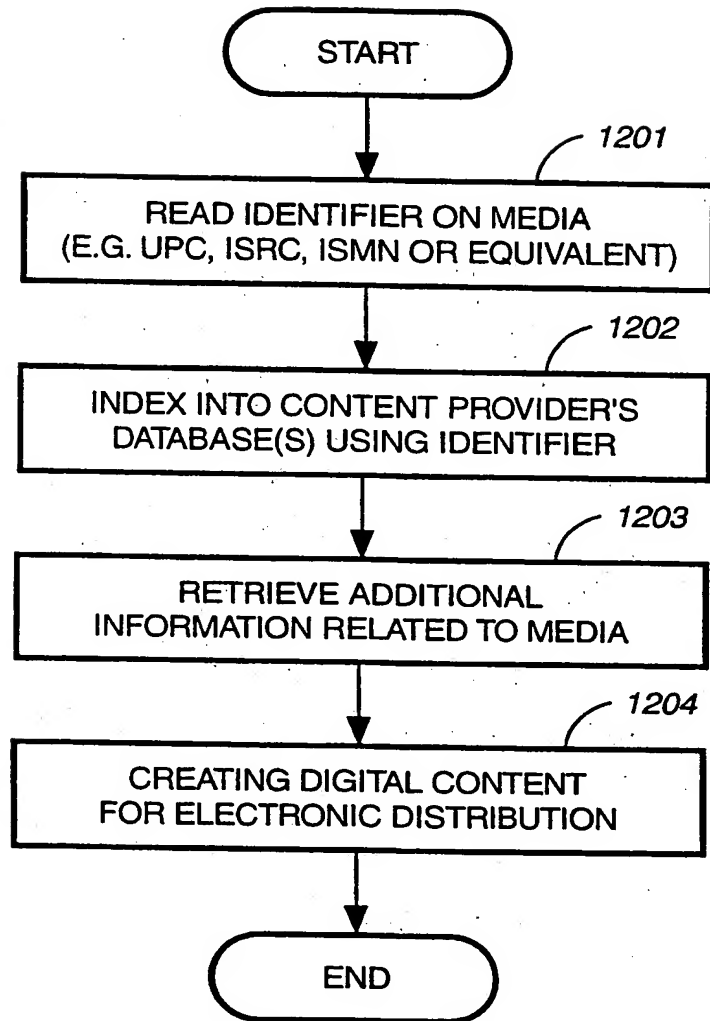 START
1201
READ IDENTIFIER ON MEDIA
(E.G. UPC, ISRC, ISMN OR EQUIVALENT)
1202
INDEX INTO CONTENT PROVIDER'S
DATABASE(S) USING IDENTIFIER
1203
RETRIEVE ADDITIONAL
INFORMATION RELATED TO MEDIA
1204
CREATING DIGITAL CONTENT
FOR ELECTRONIC DISTRIBUTION
END